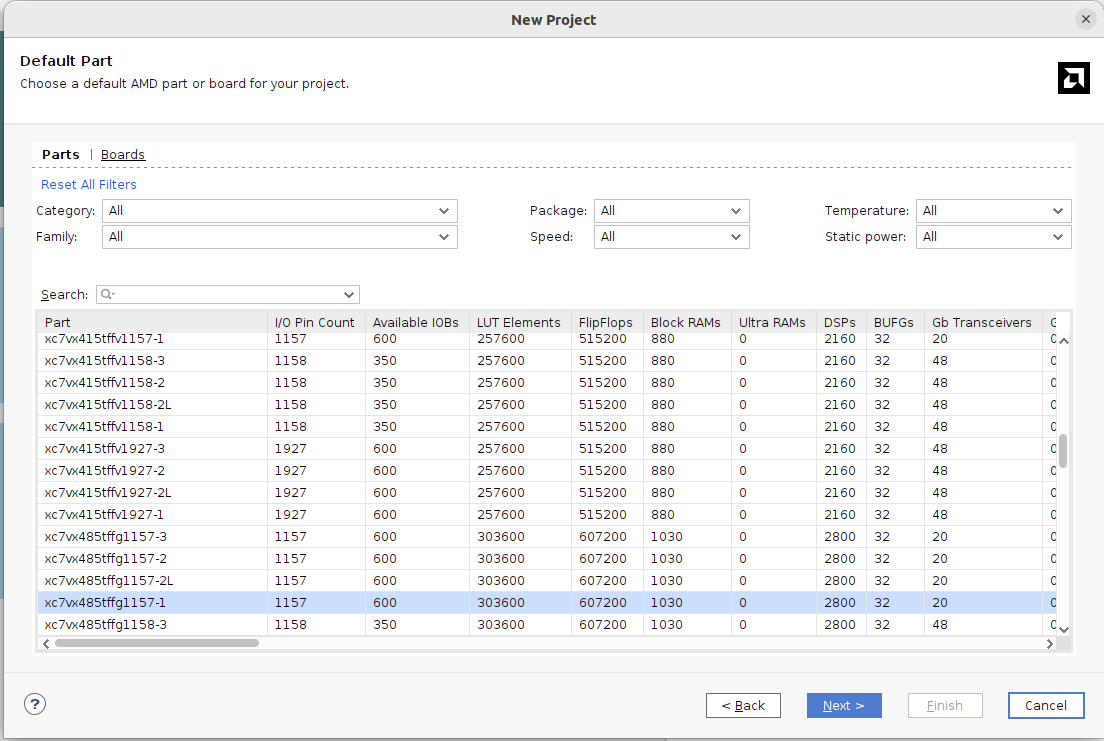 New Project
Default Part
Choose a default AMD part or board for your project.
Parts | Boards
Reset All Filters
Category: All Package: All Temperature: All
Family: All Speed: All Static power: All
Search:
Part I/O Pin Count Available IOBs LUT Elements FlipFlops Block RAMs Ultra RAMs DSPs BUFGs Gb Transceivers G
xc7vx415tffv1157-1 1157 600 257600 515200 880 0 2160 32 20 0
xc7vx415tffv1158-3 1158 350 257600 515200 880 0 2160 32 48 0
xc7vx415tffv1158-2 1158 350 257600 515200 880 0 2160 32 48 0
xc7vx415tffv1158-2L 1158 350 257600 515200 880 0 2160 32 48 0
xc7vx415tffv1158-1 1158 350 257600 515200 880 0 2160 32 48 0
xc7vx415tffv1927-3 1927 600 257600 515200 880 0 2160 32 48 0
xc7vx415tffv1927-2 1927 600 257600 515200 880 0 2160 32 48 0
xc7vx415tffv1927-2L 1927 600 257600 515200 880 0 2160 32 48 0
xc7vx415tffv1927-1 1927 600 257600 515200 880 0 2160 32 48 0
xc7vx485tffg1157-3 1157 600 303600 607200 1030 0 2800 32 20 0
xc7vx485tffg1157-2 1157 600 303600 607200 1030 0 2800 32 20 0
xc7vx485tffg1157-2L 1157 600 303600 607200 1030 0 2800 32 20 0
xc7vx485tffg1157-1 1157 600 303600 607200 1030 0 2800 32 20 0
xc7vx485tffg1158-3 1158 350 303600 607200 1030 0 2800 32 48 0
? < Back Next > Finish Cancel